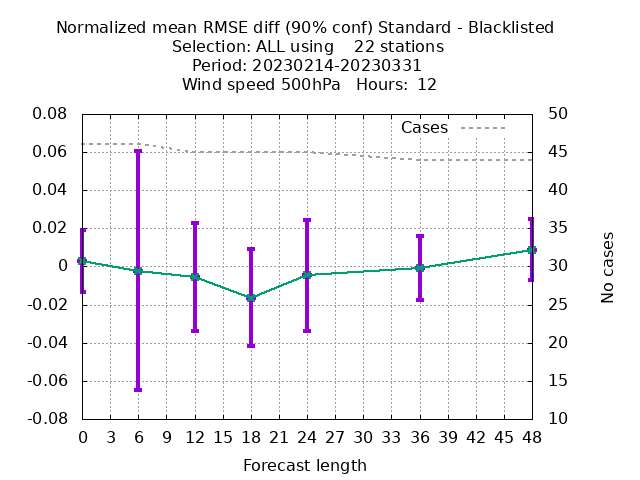 Normalized mean RMSE diff (90% conf) Standard - Blacklisted
Selection: ALL using    22 stations
Period: 20230214-20230331
Wind speed 500hPa   Hours:  12
Cases
0.08
0.06
0.04
0.02
0
-0.02
-0.04
-0.06
-0.08
50
45
40
35
30
25
20
15
10
No cases
0 3 6 9 12 15 18 21 24 27 30 33 36 39 42 45 48
Forecast length